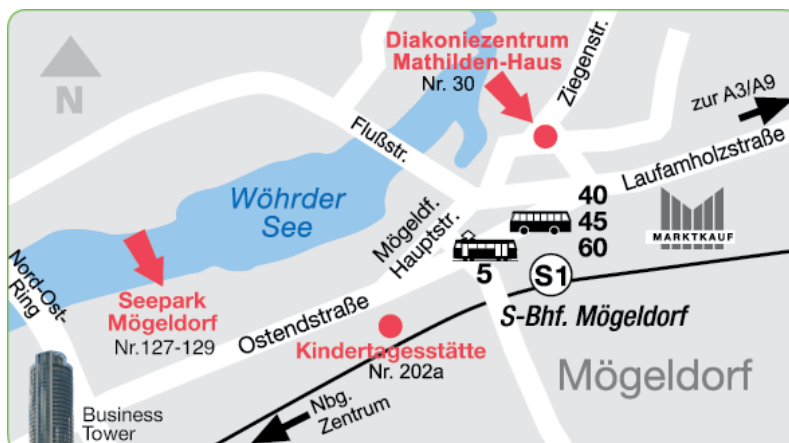 N
Diakoniezentrum
Mathilden-Haus
Nr. 30
Ziegenstr.
zur A3/A9
Flußstr.
Laufamholzstraße
Wöhrder
See
Mögeldf.
Hauptstr.
40
45
60
MARKTKAUF
5
S1
S-Bhf. Mögeldorf
Nord-Ost-
Ring
Seepark
Mögeldorf
Nr.127-129
Ostendstraße
Kindertagesstätte
Nr. 202a
Mögeldorf
Nbg.
Zentrum
Business
Tower